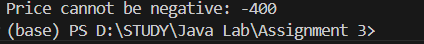 Price cannot be negative: -400
(base) PS D:\STUDY\Java Lab\Assignment 3>